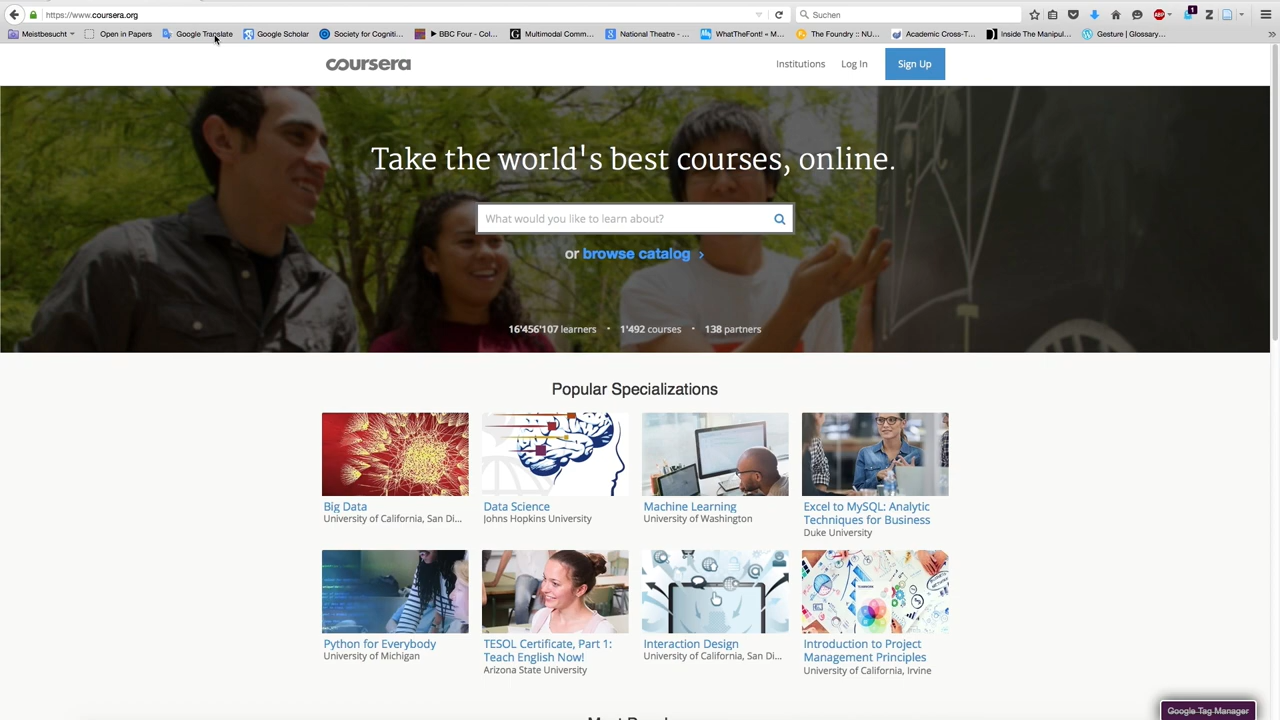 https://www.coursera.org
Suchen
ABP
1
Meistbesucht
Open in Papers
Google Translate
Google Scholar
Society for Cogniti...
BBC Four - Col...
Multimodal Comm...
National Theatre - ...
WhatTheFont! « M...
The Foundry :: NU...
Academic Cross-T...
Inside The Manipul...
Gesture | Glossary...
coursera
Institutions
Log In
Sign Up
Take the world's best courses, online.
What would you like to learn about?
or browse catalog ›
16'456'107 learners • 1'492 courses • 138 partners
Popular Specializations
Big Data
University of California, San Di...
Data Science
Johns Hopkins University
Machine Learning
University of Washington
Excel to MySQL: Analytic
Techniques for Business
Duke University
Python for Everybody
University of Michigan
TESOL Certificate, Part 1:
Teach English Now!
Arizona State University
Interaction Design
University of California, San Di...
Introduction to Project
Management Principles
University of California, Irvine
Google Tag Manager